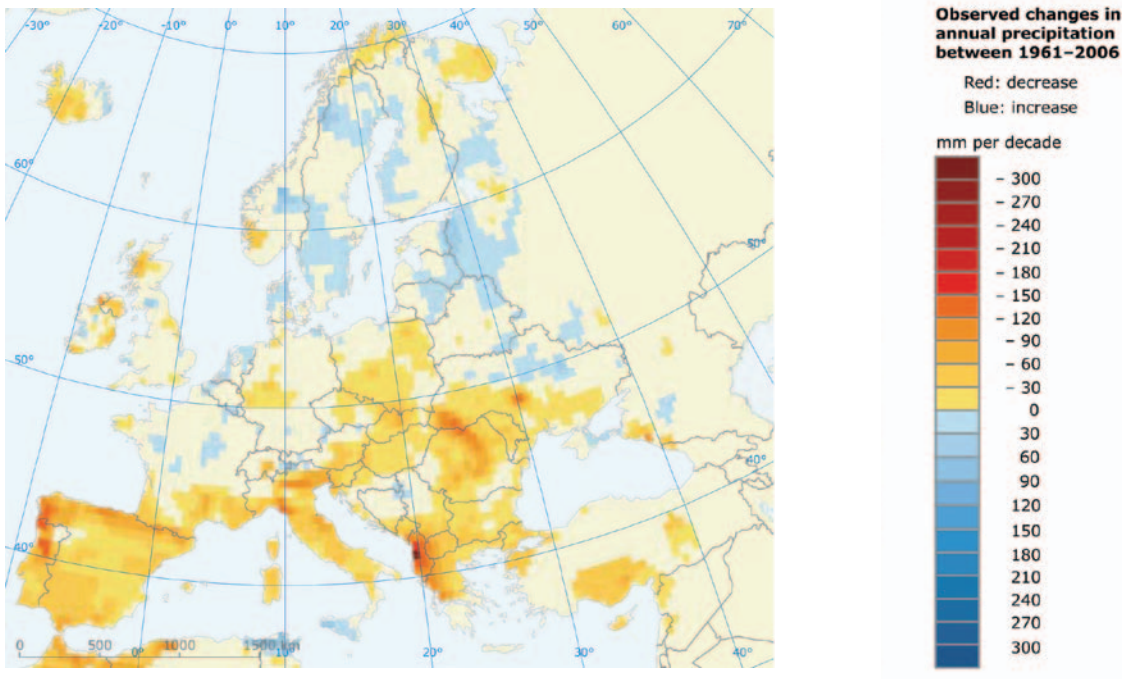 -30° -20° -10° 0° 10° 20° 30° 40° 50° 60° 70°
60°
50°
50°
40°
40°
0 500 1000 1500 km
0° 10° 20° 30° 40°
Observed changes in
annual precipitation
between 1961–2006
Red: decrease
Blue: increase
mm per decade
– 300
– 270
– 240
– 210
– 180
– 150
– 120
– 90
– 60
– 30
0
30
60
90
120
150
180
210
240
270
300